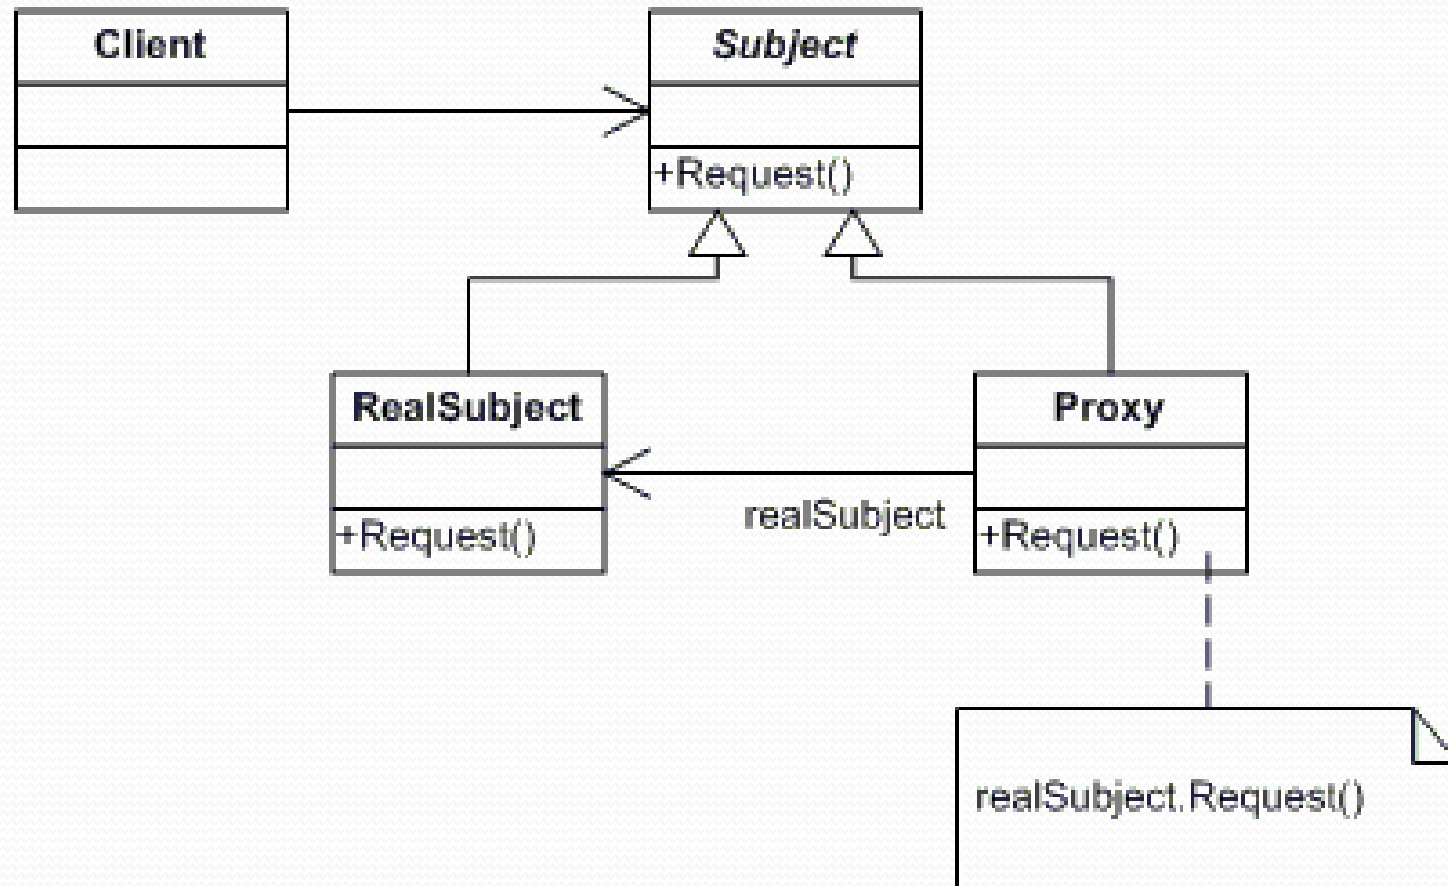 Client
Subject
+Request()
RealSubject
Proxy
realSubject
+Request()
+Request()
realSubject.Request()